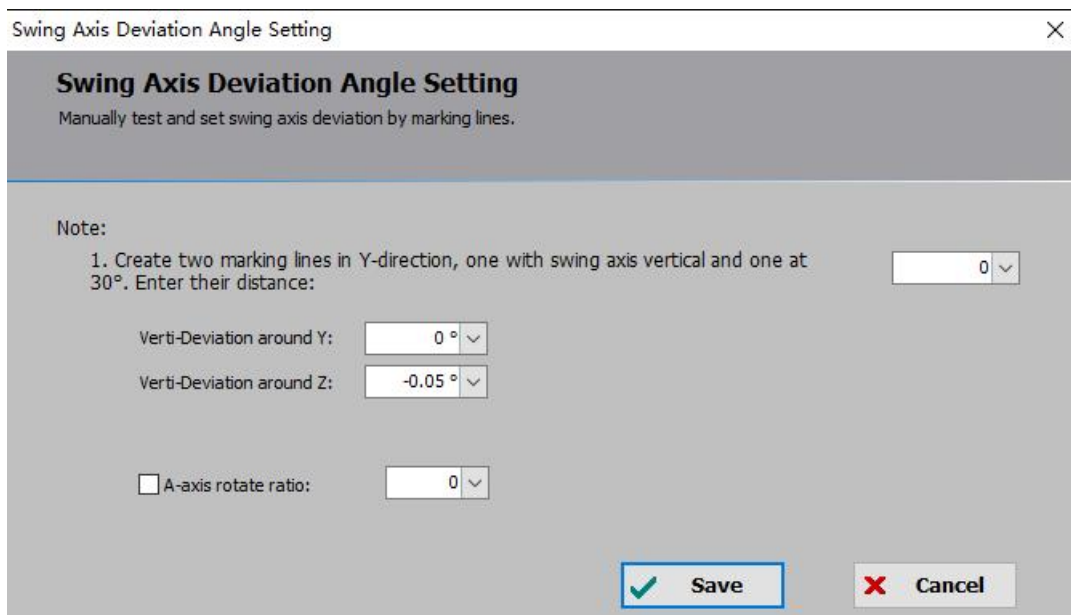 Swing Axis Deviation Angle Setting
Swing Axis Deviation Angle Setting
Manually test and set swing axis deviation by marking lines.
Note:
1. Create two marking lines in Y-direction, one with swing axis vertical and one at
30°. Enter their distance:
0
Verti-Deviation around Y:
0 °
Verti-Deviation around Z:
-0.05 °
A-axis rotate ratio:
0
Save
Cancel